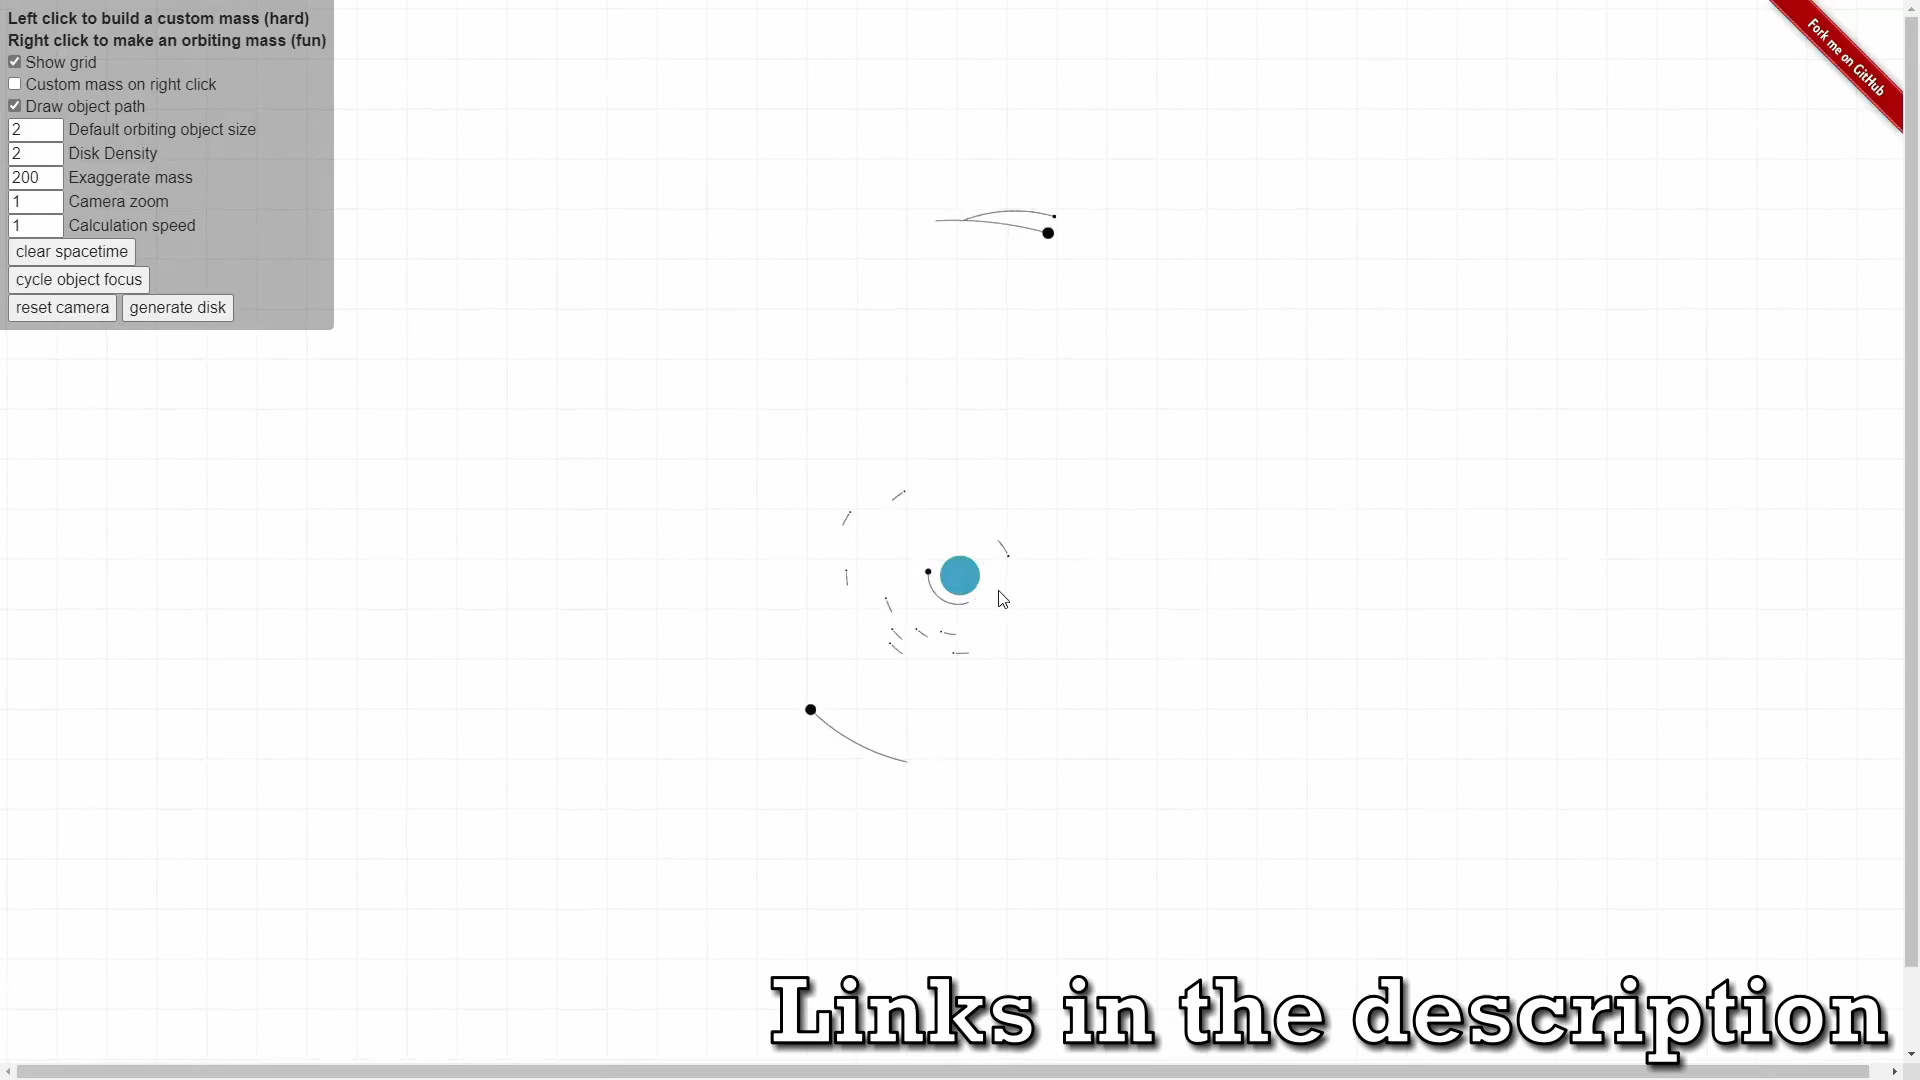 Left click to build a custom mass (hard)
Right click to make an orbiting mass (fun)
Show grid
Custom mass on right click
Draw object path
2 Default orbiting object size
2 Disk Density
200 Exaggerate mass
1 Camera zoom
1 Calculation speed
clear spacetime
cycle object focus
reset camera generate disk
Fork me on GitHub
Links in the description